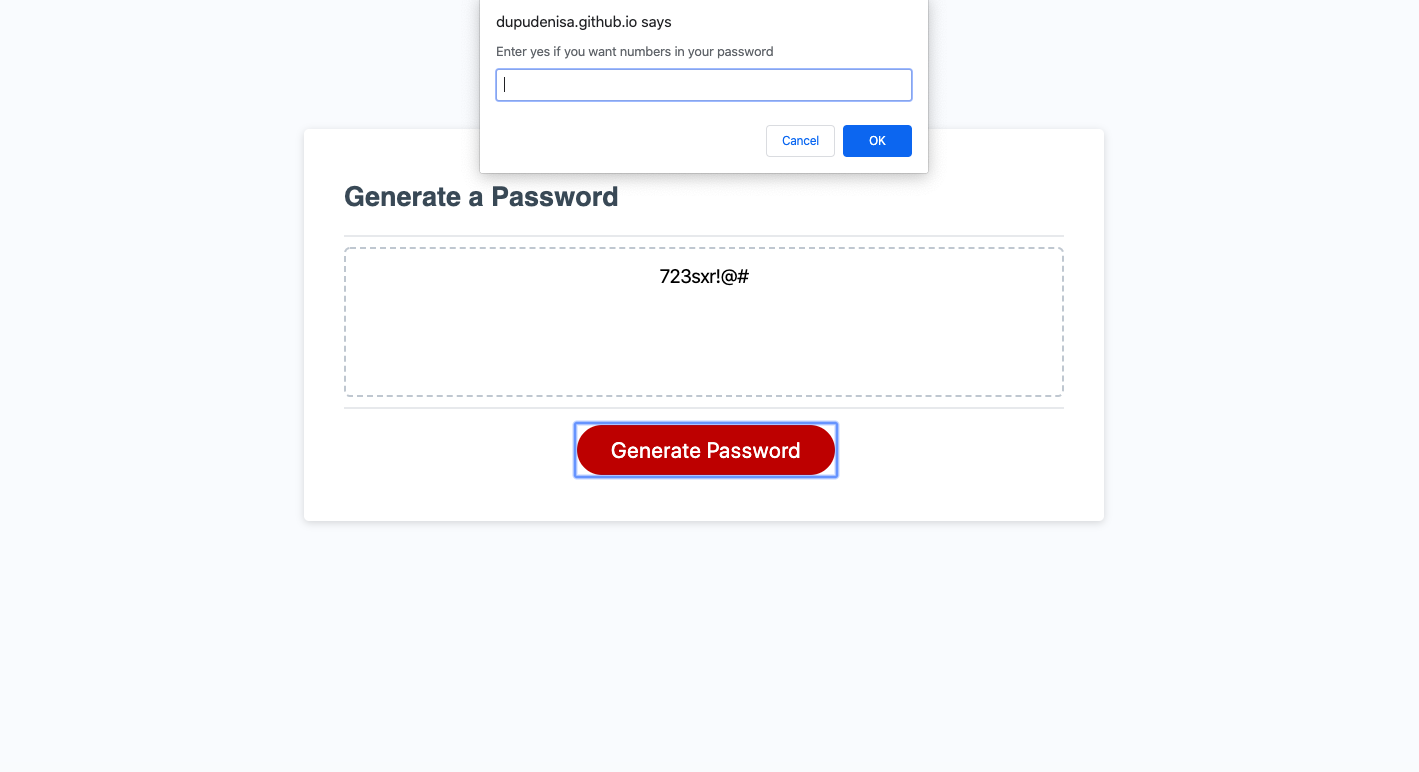 dupudenisa.github.io says
Enter yes if you want numbers in your password
Cancel
OK
Generate a Password
723sxr!@#
Generate Password